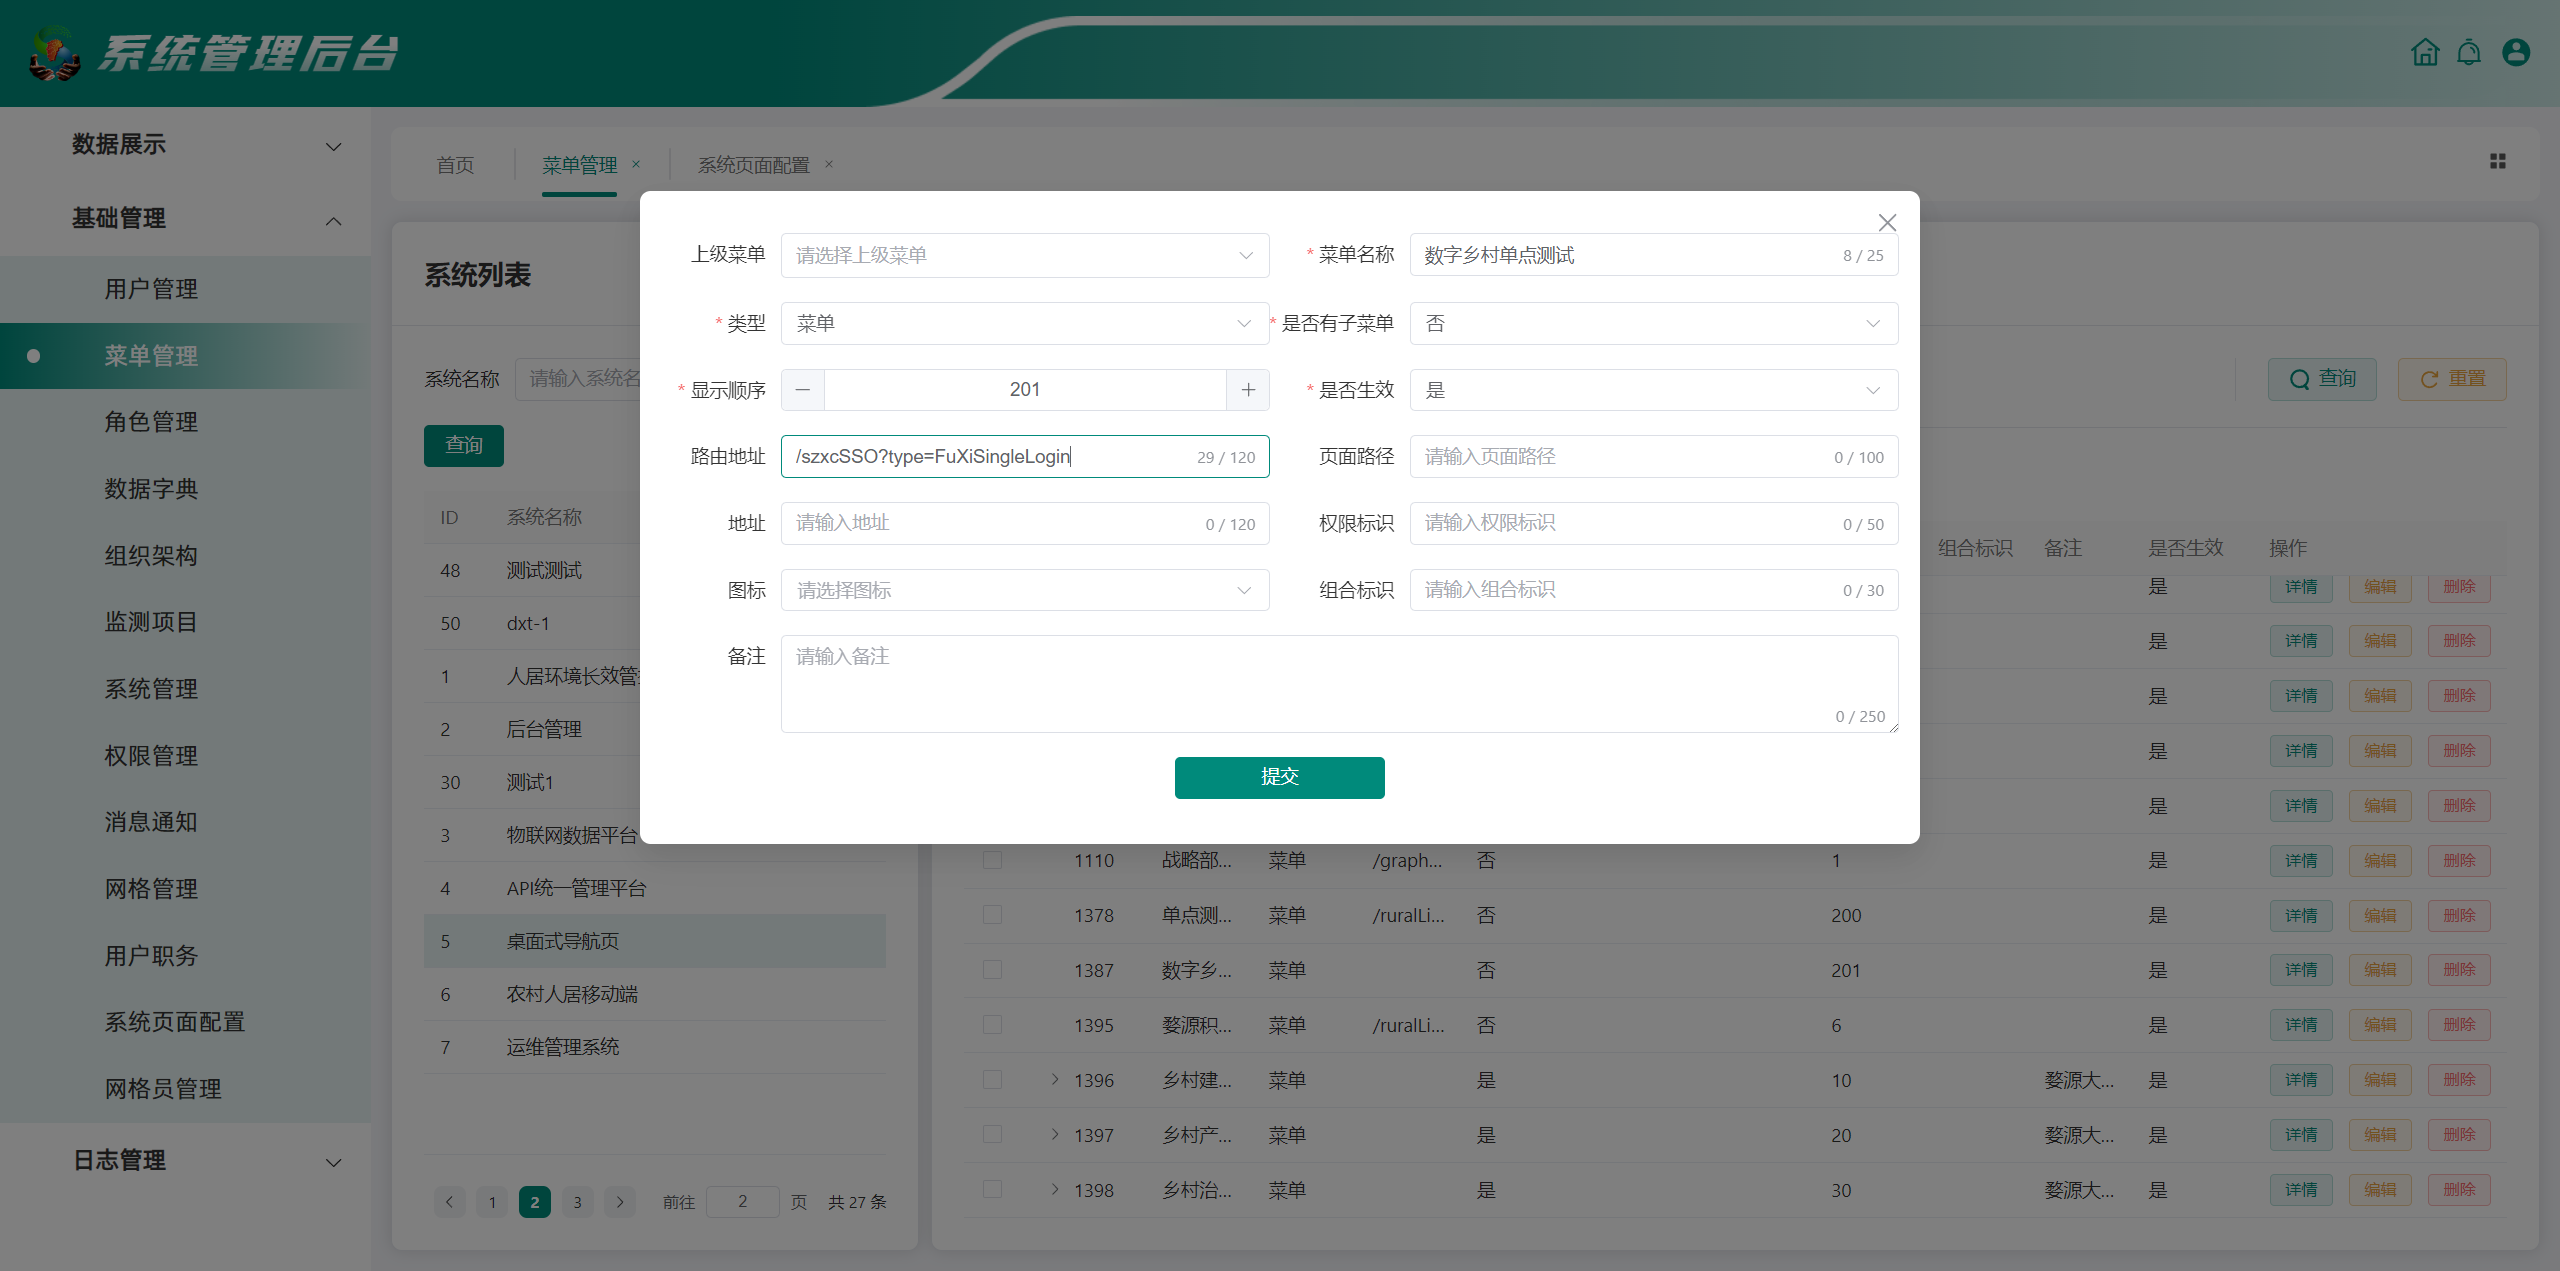 系统管理后台
数据展示
基础管理
用户管理
菜单管理
角色管理
数据字典
组织架构
监测项目
系统管理
权限管理
消息通知
网格管理
用户职务
系统页面配置
网格员管理
日志管理
首页
菜单管理
系统页面配置
系统列表
系统名称 请输入系统名
查询
ID 系统名称
48 测试测试
50 dxt-1
1 人居环境长效管
2 后台管理
30 测试1
3 物联网数据平台
4 API统一管理平台
5 桌面式导航页
6 农村人居移动端
7 运维管理系统
1 2 3 前往 2 页 共 27 条
上级菜单 请选择上级菜单 * 菜单名称 数字乡村单点测试 8 / 25
* 类型 菜单 * 是否有子菜单 否
* 显示顺序 201 * 是否生效 是
路由地址 /szxcSSO?type=FuXiSingleLogin 29 / 120 页面路径 请输入页面路径 0 / 100
地址 请输入地址 0 / 120 权限标识 请输入权限标识 0 / 50
图标 请选择图标 组合标识 请输入组合标识 0 / 30
备注 请输入备注 0 / 250
提交
查询 重置
组合标识 备注 是否生效 操作
是 详情 编辑 删除
是 详情 编辑 删除
是 详情 编辑 删除
是 详情 编辑 删除
是 详情 编辑 删除
1110 战略部... 菜单 /graph... 否 1 是 详情 编辑 删除
1378 单点测... 菜单 /ruralLi... 否 200 是 详情 编辑 删除
1387 数字乡... 菜单 否 201 是 详情 编辑 删除
1395 婺源积... 菜单 /ruralLi... 否 6 是 详情 编辑 删除
1396 乡村建... 菜单 是 10 婺源大... 是 详情 编辑 删除
1397 乡村产... 菜单 是 20 婺源大... 是 详情 编辑 删除
1398 乡村治... 菜单 是 30 婺源大... 是 详情 编辑 删除